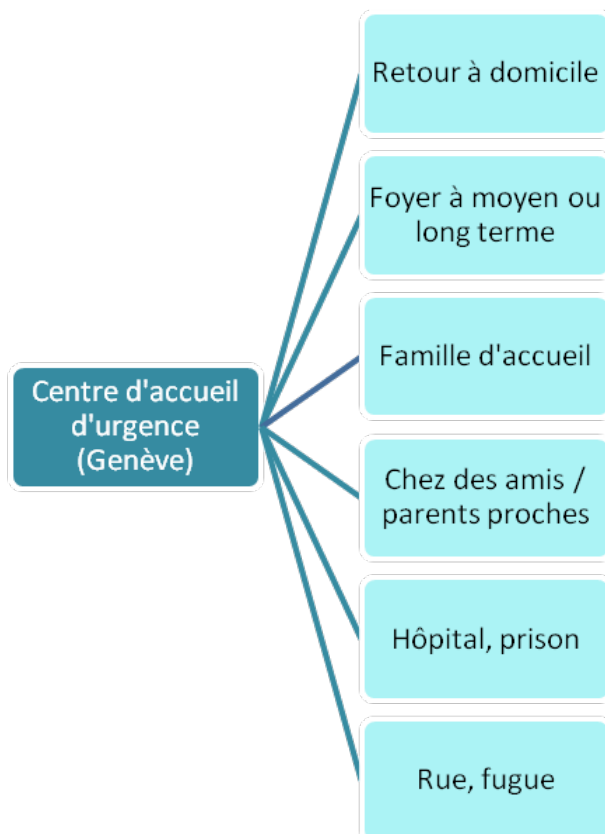 Retour à domicile
Foyer à moyen ou
long terme
Famille d'accueil
Centre d'accueil
d'urgence
(Genève)
Chez des amis /
parents proches
Hôpital, prison
Rue, fugue